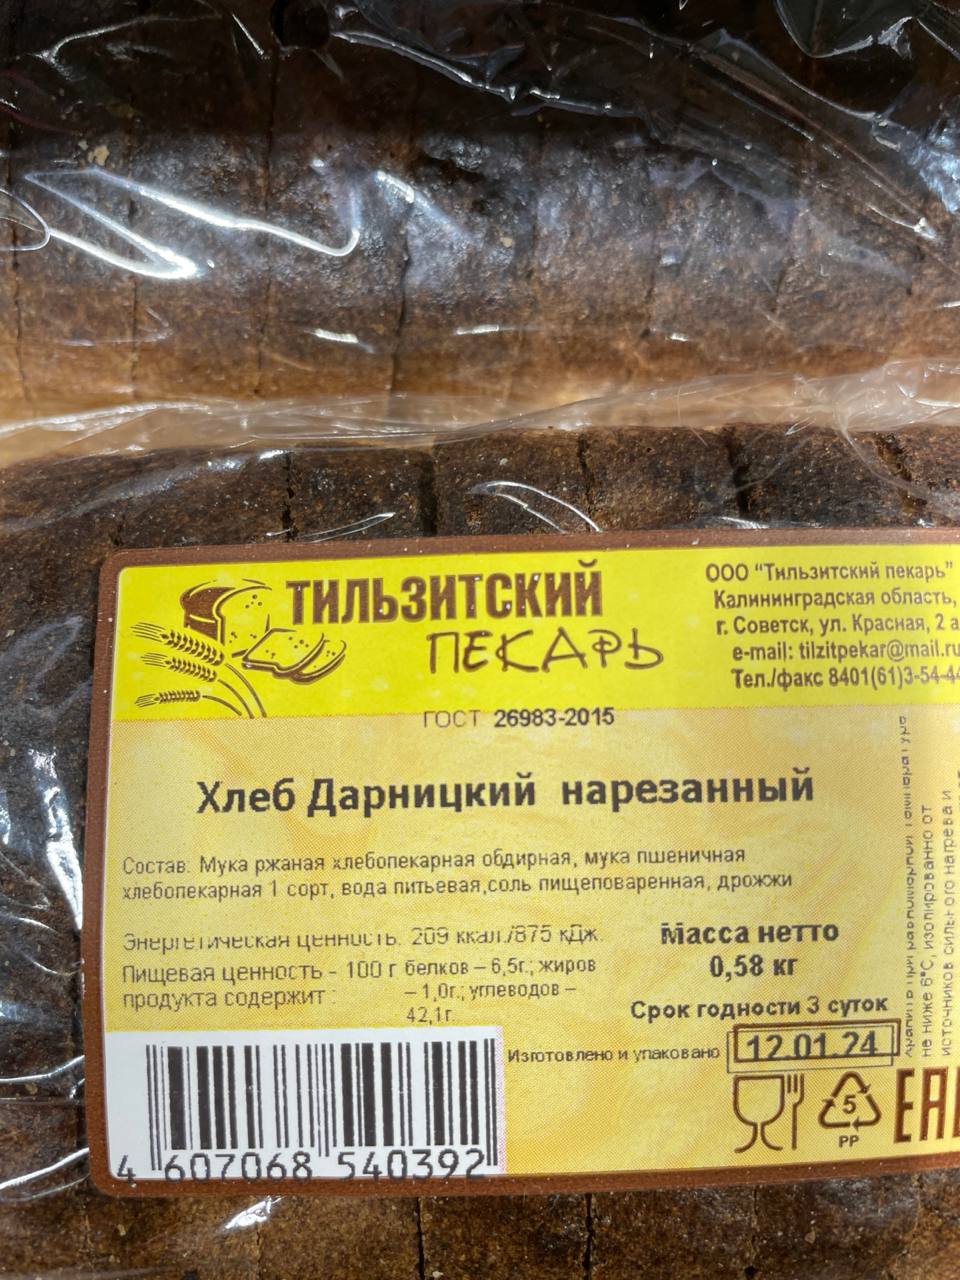 ТИЛЬЗИТСКИЙ
ПЕКАРЬ
ООО "Тильзитский пекарь"
Калининградская область,
г. Советск, ул. Красная, 2 а
e-mail: tilzitpekar@mail.ru
Тел./факс 8401(61)3-54-44
ГОСТ 26983-2015
Хлеб Дарницкий нарезанный
Состав: Мука ржаная хлебопекарная обдирная, мука пшеничная
хлебопекарная 1 сорт, вода питьевая,соль пищеповаренная, дрожжи
Энергетическая ценность: 209 ккал/875 кДж.
Пищевая ценность - 100 г белков – 6,5г.; жиров
продукта содержит : – 1,0г.; углеводов –
42,1г.
Масса нетто
0,58 кг
Срок годности 3 суток
Изготовлено и упаковано 12.01.24
5
PP
EAC
4 607068 540392
не ниже 6°С, изолированно от
источников сильного нагрева и